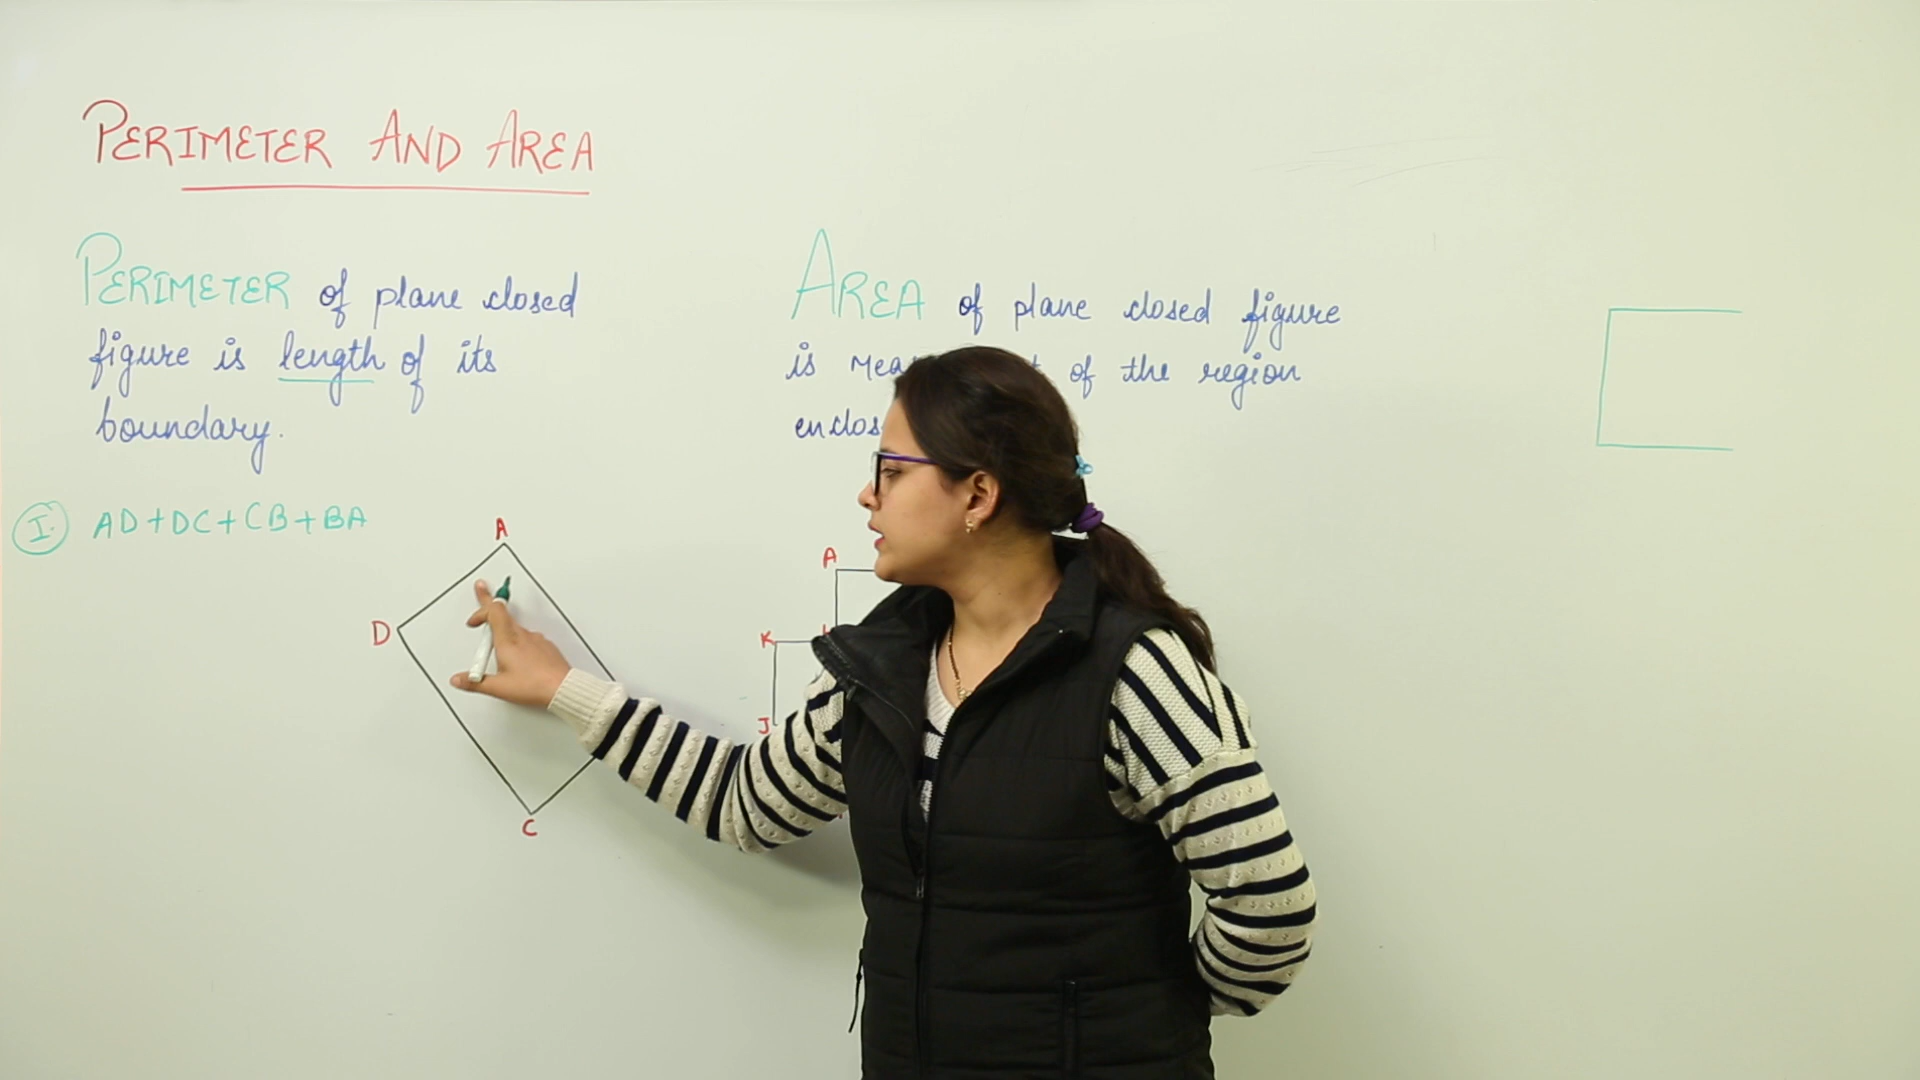 PERIMETER AND AREA
PERIMETER of plane closed
figure is length of its
boundary.
AREA of plane closed figure
is of the region
I. AD+DC+CB+BA
A
D
C
A
K
J